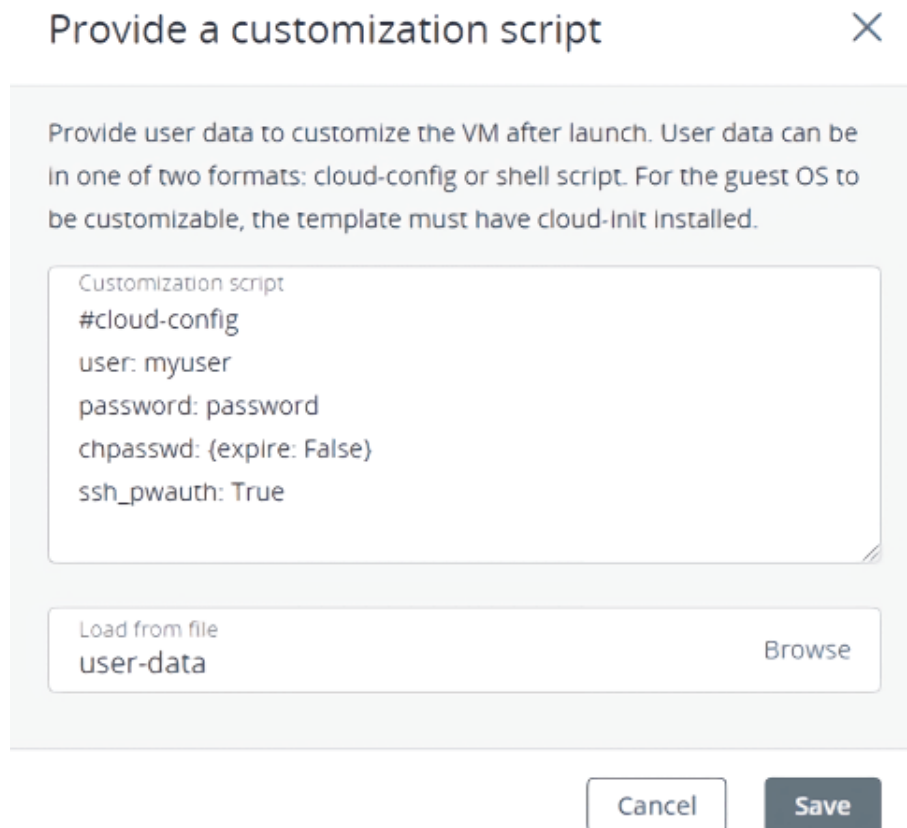 Provide a customization script
Provide user data to customize the VM after launch. User data can be
in one of two formats: cloud-config or shell script. For the guest OS to
be customizable, the template must have cloud-init installed.
Customization script
#cloud-config
user: myuser
password: password
chpasswd: {expire: False}
ssh_pwauth: True
Load from file
user-data
Browse
Cancel
Save